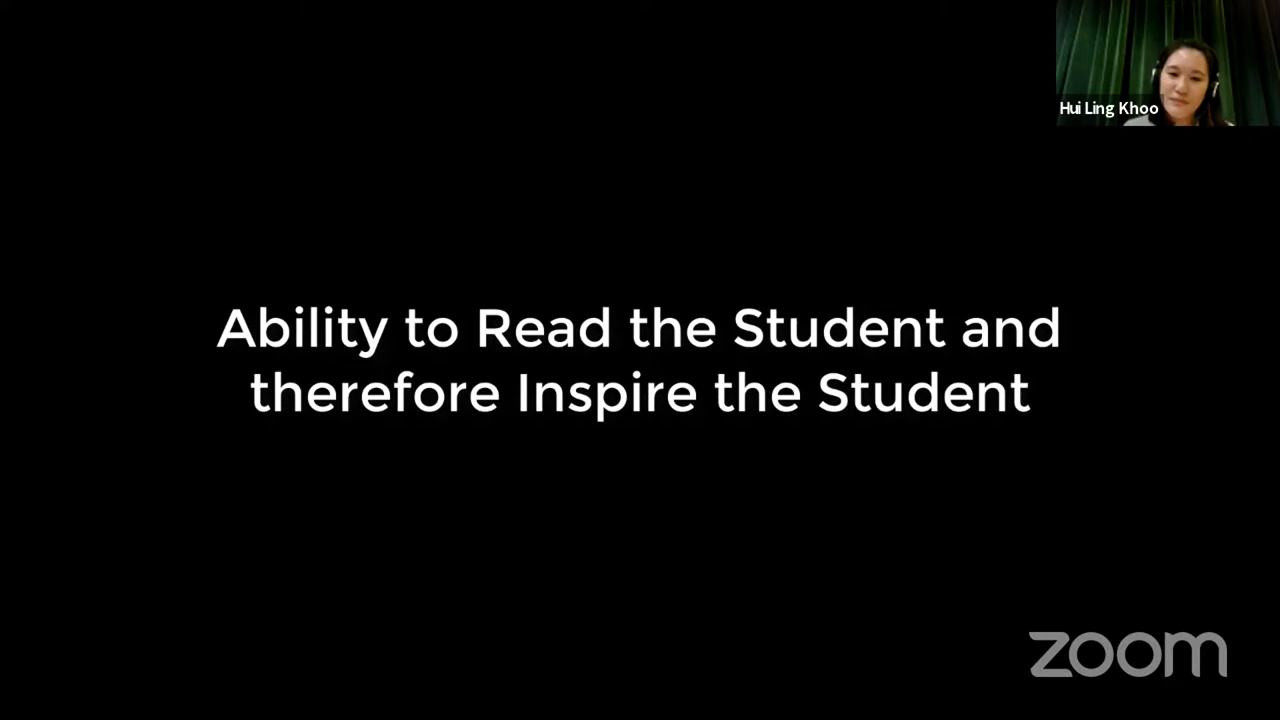 Hui Ling Khoo
Ability to Read the Student and
therefore Inspire the Student
zoom